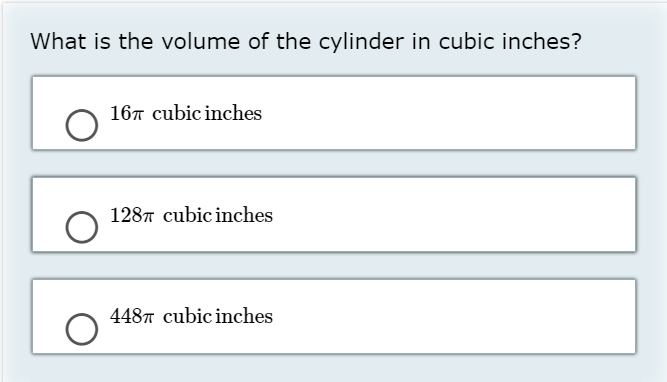 What is the volume of the cylinder in cubic inches?
16π cubic inches
128π cubic inches
448π cubic inches